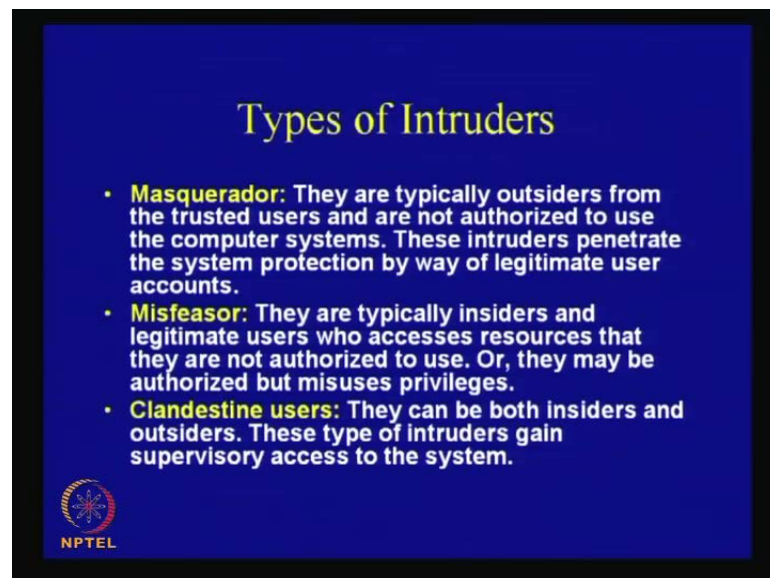 Types of Intruders
• Masquerador: They are typically outsiders from
the trusted users and are not authorized to use
the computer systems. These intruders penetrate
the system protection by way of legitimate user
accounts.
• Misfeasor: They are typically insiders and
legitimate users who accesses resources that
they are not authorized to use. Or, they may be
authorized but misuses privileges.
• Clandestine users: They can be both insiders and
outsiders. These type of intruders gain
supervisory access to the system.
NPTEL